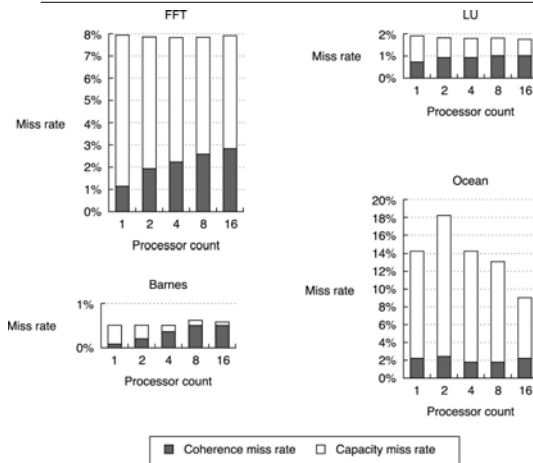 FFT
8%
7%
6%
5%
Miss rate
4%
3%
2%
1%
0%
1 2 4 8 16
Processor count
LU
2%
Miss rate
1%
0%
1 2 4 8 16
Processor count
Barnes
1%
Miss rate
0%
1 2 4 8 16
Processor count
Ocean
20%
18%
16%
14%
12%
Miss rate
10%
8%
6%
4%
2%
0%
1 2 4 8 16
Processor count
Coherence miss rate Capacity miss rate